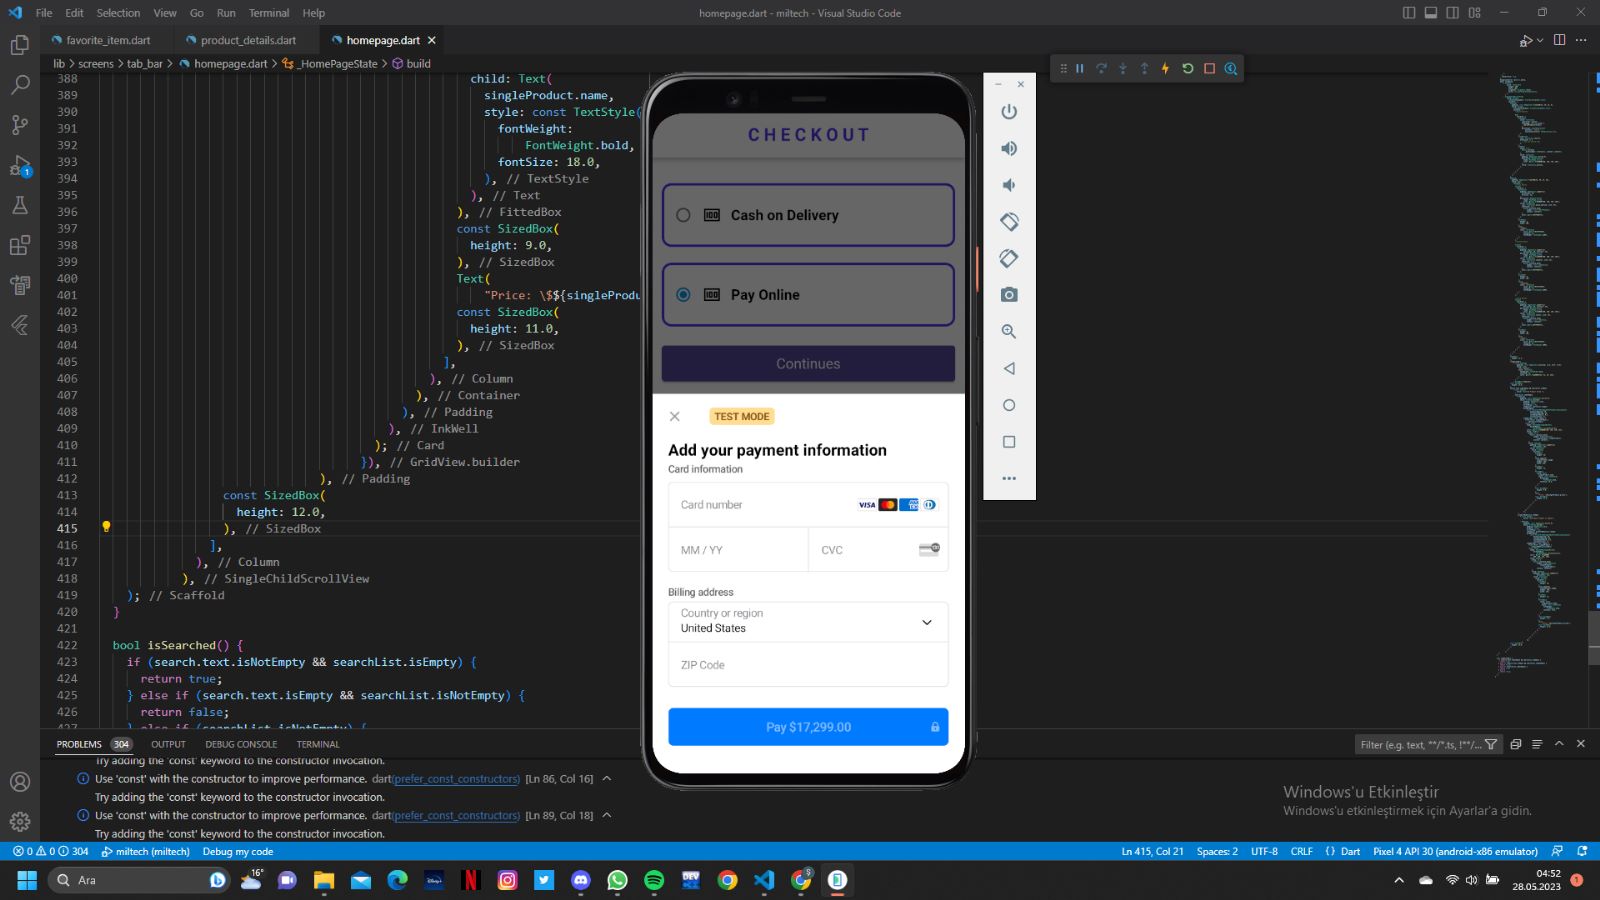 File Edit Selection View Go Run Terminal Help
homepage.dart - miltech - Visual Studio Code
favorite_item.dart
product_details.dart
homepage.dart
lib > screens > tab_bar > homepage.dart > _HomePageState > build
388 child: Text(
389 singleProduct.name,
390 style: const TextStyle(
391 fontWeight:
392 FontWeight.bold,
393 fontSize: 18.0,
394 ), // TextStyle
395 ), // Text
396 ), // FittedBox
397 const SizedBox(
398 height: 9.0,
399 ), // SizedBox
400 Text(
401 "Price: \$${singleProdu
402 const SizedBox(
403 height: 11.0,
404 ), // SizedBox
405 ],
406 ), // Column
407 ), // Container
408 ), // Padding
409 ), // InkWell
410 ); // Card
411 }), // GridView.builder
412 ), // Padding
413 const SizedBox(
414 height: 12.0,
415 ), // SizedBox
416 ],
417 ), // Column
418 ), // SingleChildScrollView
419 ); // Scaffold
420 }
421
422 bool isSearched() {
423 if (search.text.isNotEmpty && searchList.isEmpty) {
424 return true;
425 } else if (search.text.isEmpty && searchList.isNotEmpty) {
426 return false;
427 } else if (searchList.isNotEmpty) {
CHECKOUT
Cash on Delivery
Pay Online
Continues
TEST MODE
Add your payment information
Card information
Card number
VISA
MM / YY
CVC
Billing address
Country or region
United States
ZIP Code
Pay $17,299.00
PROBLEMS 304 OUTPUT DEBUG CONSOLE TERMINAL
Filter (e.g. text, **/*.ts, !**/...
Try adding the 'const' keyword to the constructor invocation.
Use 'const' with the constructor to improve performance. dart(prefer_const_constructors) [Ln 86, Col 16]
Try adding the 'const' keyword to the constructor invocation.
Use 'const' with the constructor to improve performance. dart(prefer_const_constructors) [Ln 89, Col 18]
Try adding the 'const' keyword to the constructor invocation.
Windows'u Etkinleştir
Windows'u etkinleştirmek için Ayarlar'a gidin.
0 0 304 miltech (miltech) Debug my code
Ln 415, Col 21 Spaces: 2 UTF-8 CRLF {} Dart Pixel 4 API 30 (android-x86 emulator)
Ara
16°
04:52
28.05.2023
1